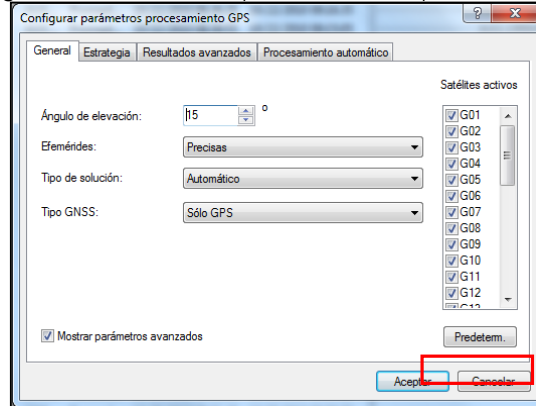 Configurar parámetros procesamiento GPS
General Estrategia Resultados avanzados Procesamiento automático
Satélites activos
Ángulo de elevación: 15 °
Efemérides: Precisas
Tipo de solución: Automático
Tipo GNSS: Sólo GPS
G01
G02
G03
G04
G05
G06
G07
G08
G09
G10
G11
G12
Mostrar parámetros avanzados
Predeterm.
Aceptar Cancelar